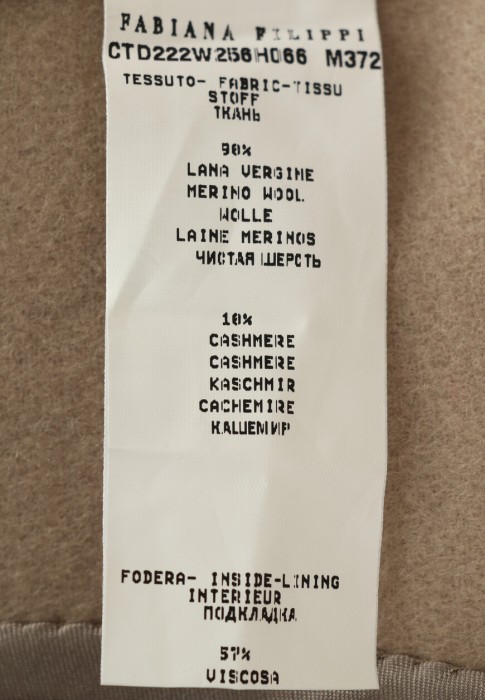 FABIANA FILIPPI
CTD222W256H066 M372
TESSUTO- FABRIC-TISSU
STOFF
ТКАНЬ
90%
LANA VERGINE
MERINO WOOL
WOLLE
LAINE MERINOS
ЧИСТАЯ ШЕРСТЬ
10%
CASHMERE
CASHMERE
KASCHMIR
CACHEMIRE
КАШЕМИР
FODERA- INSIDE-LINING
INTERIEUR
ПОДКЛАДКА
57%
VISCOSA